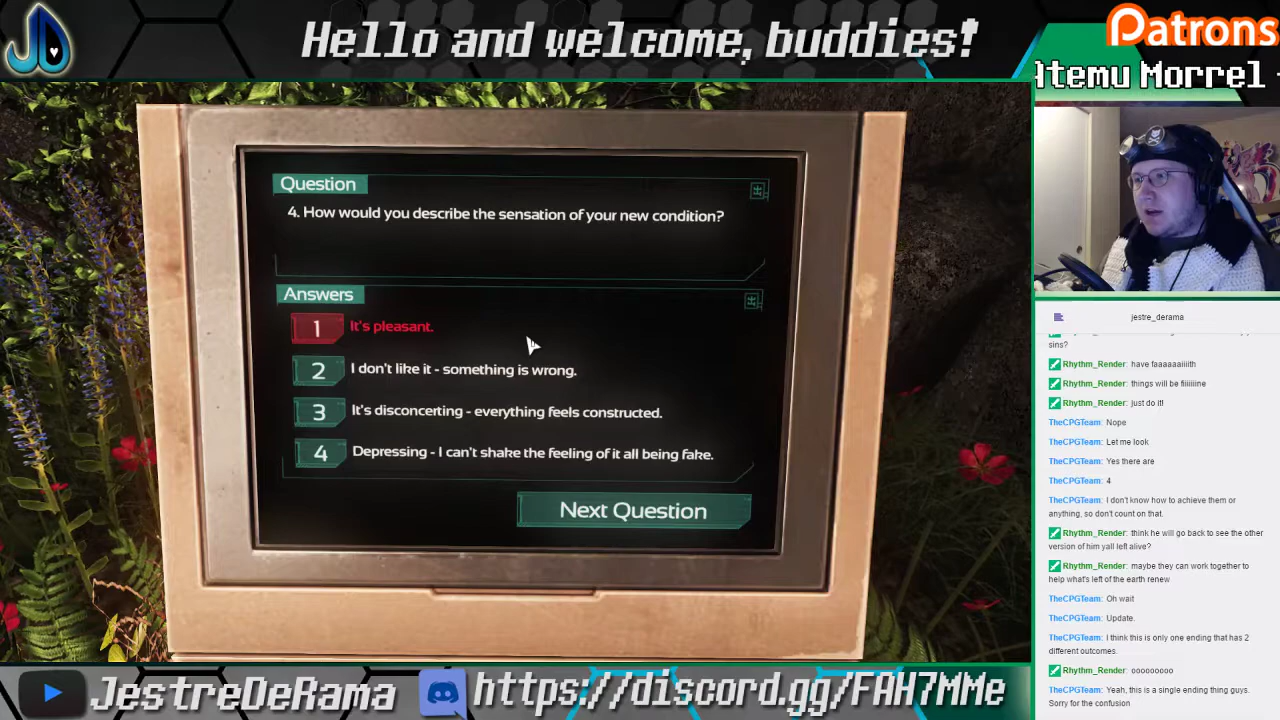 Hello and welcome, buddies!
Patrons
Atemu Morrel
JD
Question
4. How would you describe the sensation of your new condition?
Answers
1 It's pleasant.
2 I don't like it - something is wrong.
3 It's disconcerting - everything feels constructed.
4 Depressing - I can't shake the feeling of it all being fake.
Next Question
jestre_derama
sins?
Rhythm_Render: have faaaaaaiiiith
Rhythm_Render: things will be fiiiiiine
Rhythm_Render: just do it!
TheCPGTeam: Nope
TheCPGTeam: Let me look
TheCPGTeam: Yes there are
TheCPGTeam: 4
TheCPGTeam: I don't know how to achieve them or
anything, so don't count on that.
Rhythm_Render: think he will go back to see the other
version of him yall left alive?
Rhythm_Render: maybe they can work together to
help what's left of the earth renew
TheCPGTeam: Oh wait
TheCPGTeam: Update.
TheCPGTeam: I think this is only one ending that has 2
different outcomes.
Rhythm_Render: ooooooooo
TheCPGTeam: Yeah, this is a single ending thing guys.
Sorry for the confusion
JestreDeRama
https://discord.gg/FAH7MMe